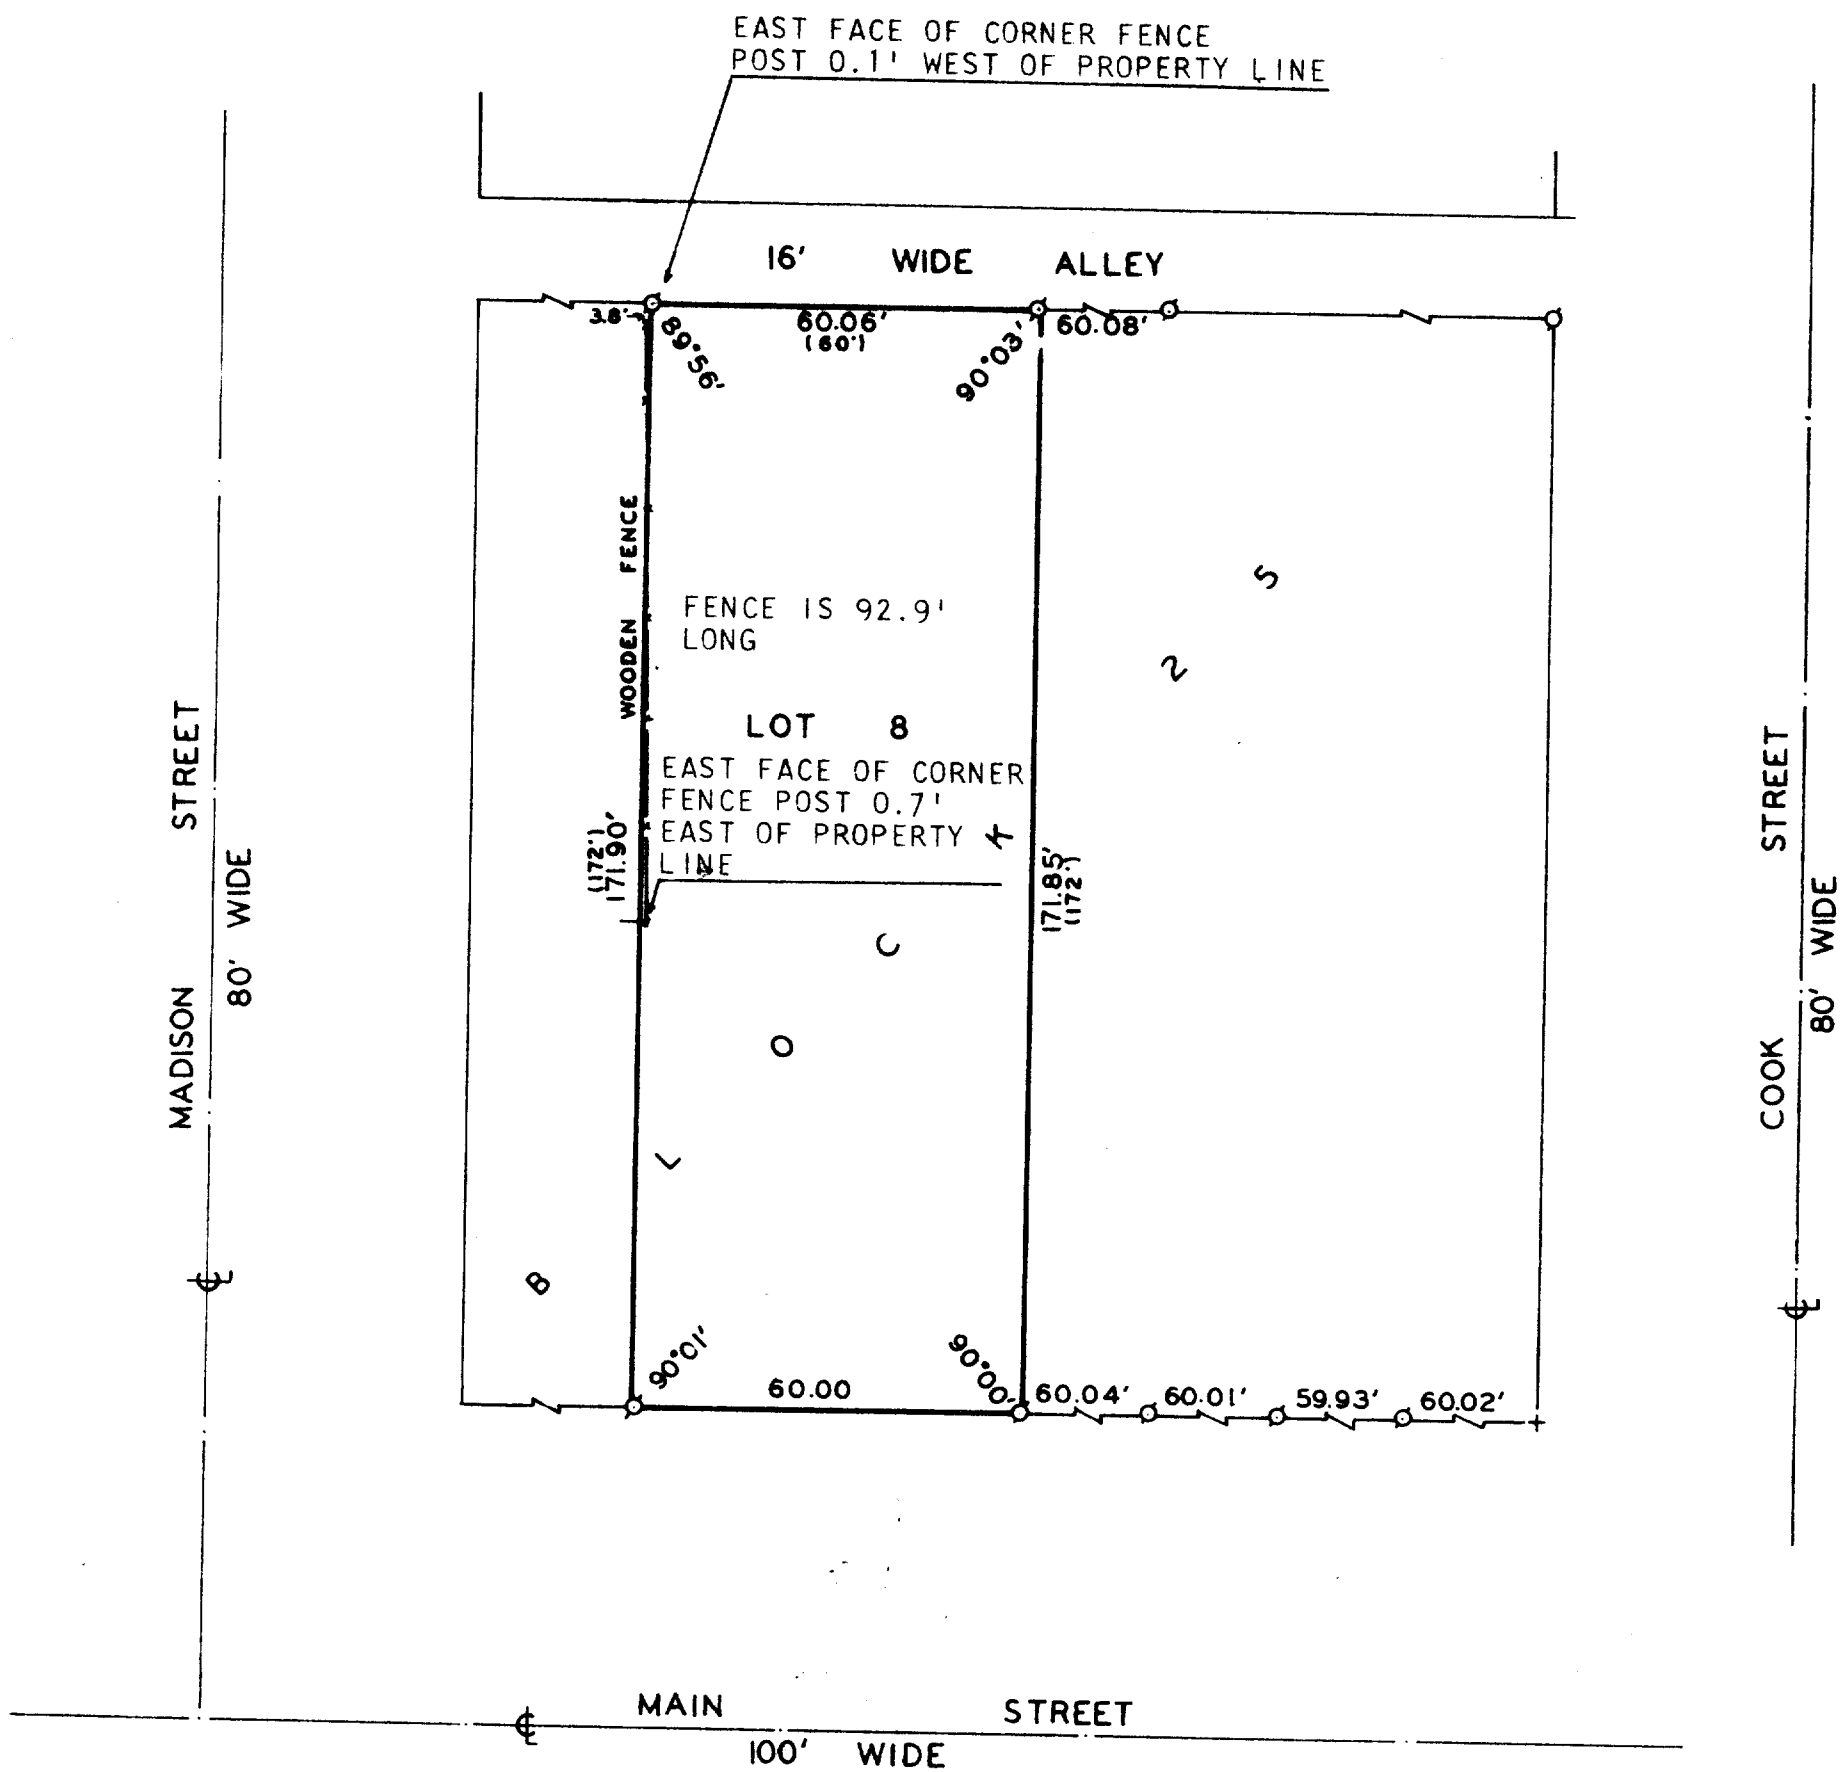 EAST FACE OF CORNER FENCE
POST 0.1' WEST OF PROPERTY LINE
16' WIDE ALLEY
3.8'
60.06'
(60')
60.08'
89°56'
90°03'
WOODEN FENCE
FENCE IS 92.9'
LONG
LOT 8
EAST FACE OF CORNER
FENCE POST 0.7'
EAST OF PROPERTY
LINE
(172')
171.90'
171.85'
(172')
MADISON STREET
80' WIDE
COOK STREET
80' WIDE
B L O C K 2 5
90°01'
90°00'
60.00
60.04'
60.01'
59.93'
60.02'
MAIN STREET
100' WIDE